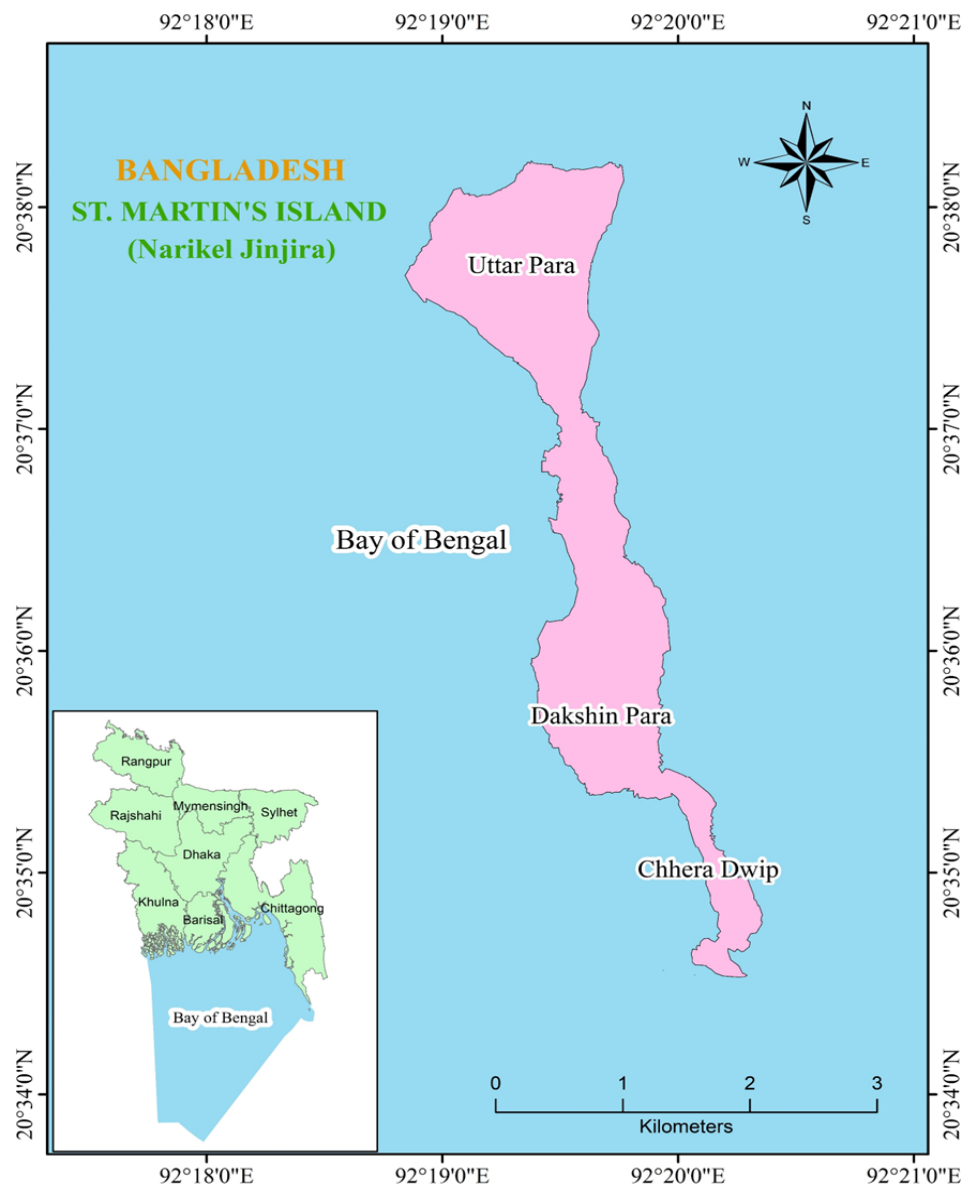 92°18'0"E 92°19'0"E 92°20'0"E 92°21'0"E
N
W E
S
BANGLADESH
ST. MARTIN'S ISLAND
(Narikel Jinjira)
20°38'0"N 20°38'0"N
Uttar Para
20°37'0"N 20°37'0"N
Bay of Bengal
20°36'0"N 20°36'0"N
Dakshin Para
Rangpur
Rajshahi Mymensingh Sylhet
Dhaka
Khulna Barisal Chittagong
Bay of Bengal
20°35'0"N 20°35'0"N
Chhera Dwip
0 1 2 3
Kilometers
20°34'0"N 20°34'0"N
92°18'0"E 92°19'0"E 92°20'0"E 92°21'0"E